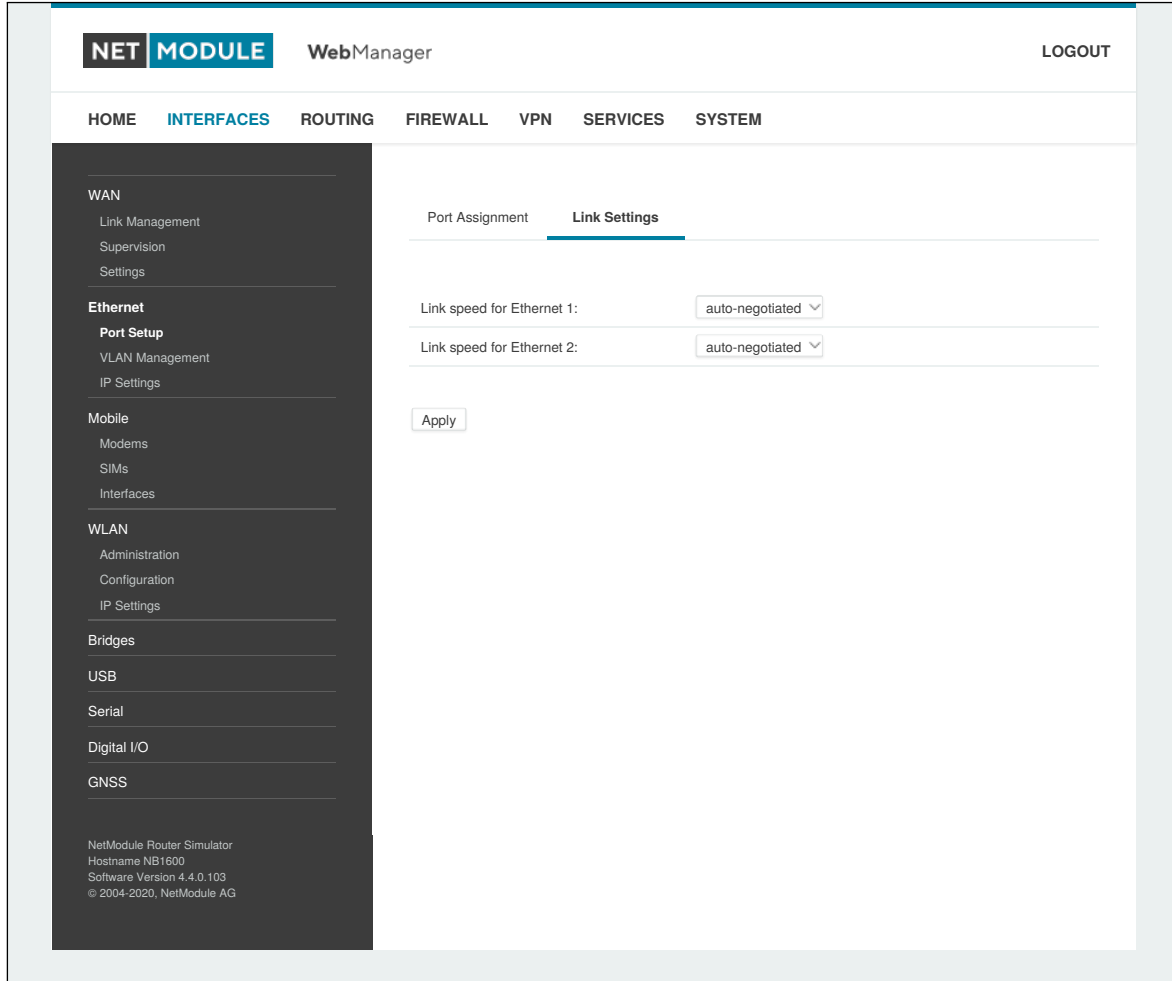 NET MODULE WebManager LOGOUT
HOME INTERFACES ROUTING FIREWALL VPN SERVICES SYSTEM
WAN
Link Management
Supervision
Settings
Ethernet
Port Setup
VLAN Management
IP Settings
Mobile
Modems
SIMs
Interfaces
WLAN
Administration
Configuration
IP Settings
Bridges
USB
Serial
Digital I/O
GNSS
NetModule Router Simulator
Hostname NB1600
Software Version 4.4.0.103
© 2004-2020, NetModule AG
Port Assignment Link Settings
Link speed for Ethernet 1: auto-negotiated
Link speed for Ethernet 2: auto-negotiated
Apply